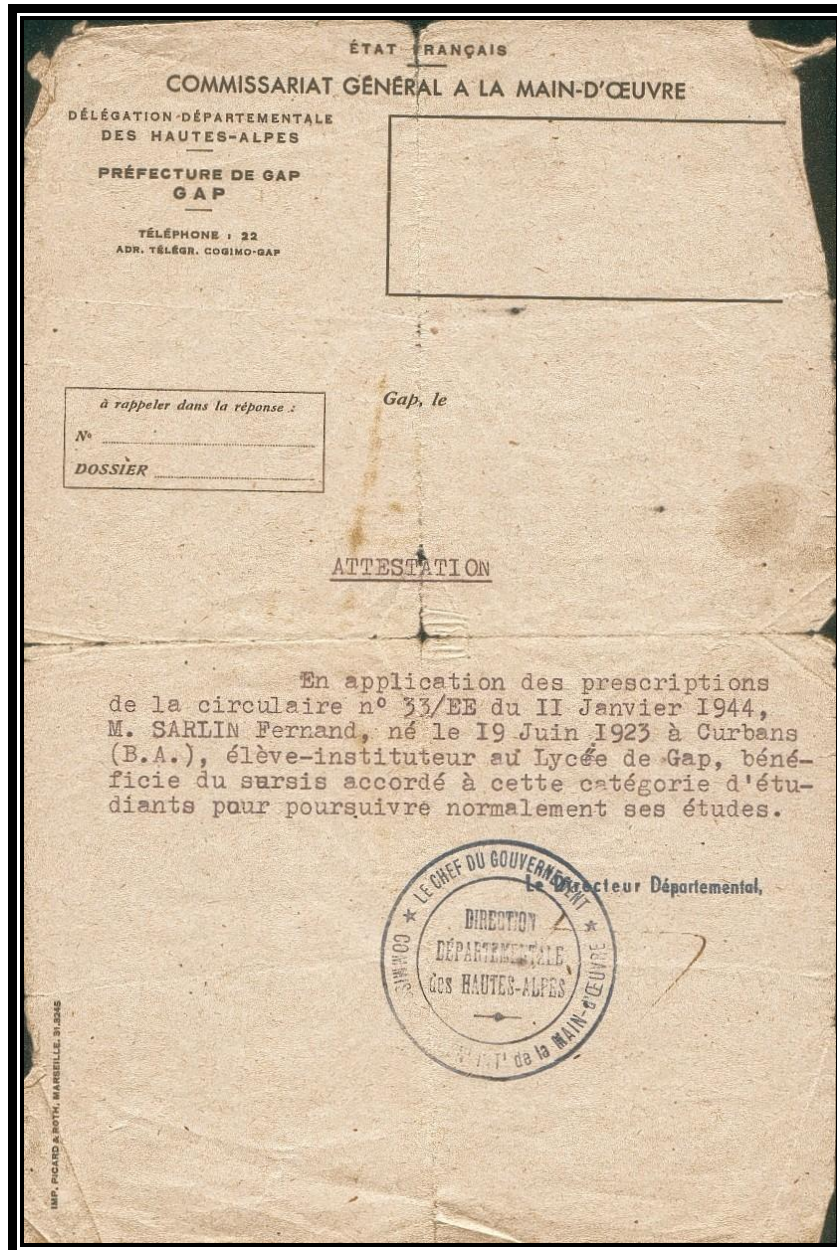 ÉTAT FRANÇAIS
COMMISSARIAT GÉNÉRAL A LA MAIN-D'ŒUVRE
DÉLÉGATION DÉPARTEMENTALE
DES HAUTES-ALPES
PRÉFECTURE DE GAP
GAP
TÉLÉPHONE : 22
ADR. TÉLÉGR. COGIMO-GAP
à rappeler dans la réponse :
N°
DOSSIER
Gap, le
ATTESTATION
En application des prescriptions
de la circulaire n° 33/EE du II Janvier 1944,
M. SARLIN Fernand, né le I9 Juin 1923 à Curbans
(B.A.), élève-instituteur au Lycée de Gap, béné-
ficie du sursis accordé à cette catégorie d'étu-
diants pour poursuivre normalement ses études.
Le Directeur Départemental,
★ LE CHEF DU GOUVERNEMENT ★
COMMIS de la MAIN-d'ŒUVRE
DIRECTION
DÉPARTEMENTALE
des HAUTES-ALPES
IMP. PICARD & ROTH, MARSEILLE. 31.3245